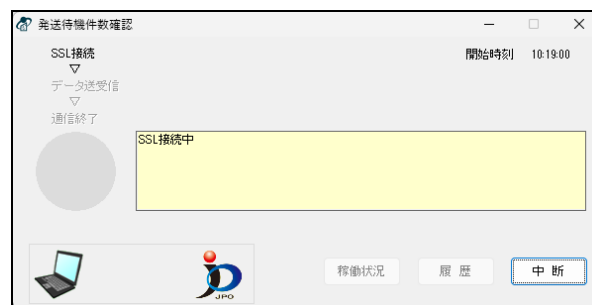 発送待機件数確認
SSL接続
開始時刻 10:19:00
▽
データ送受信
▽
通信終了
SSL接続中
JPO
稼働状況 履歴 中断